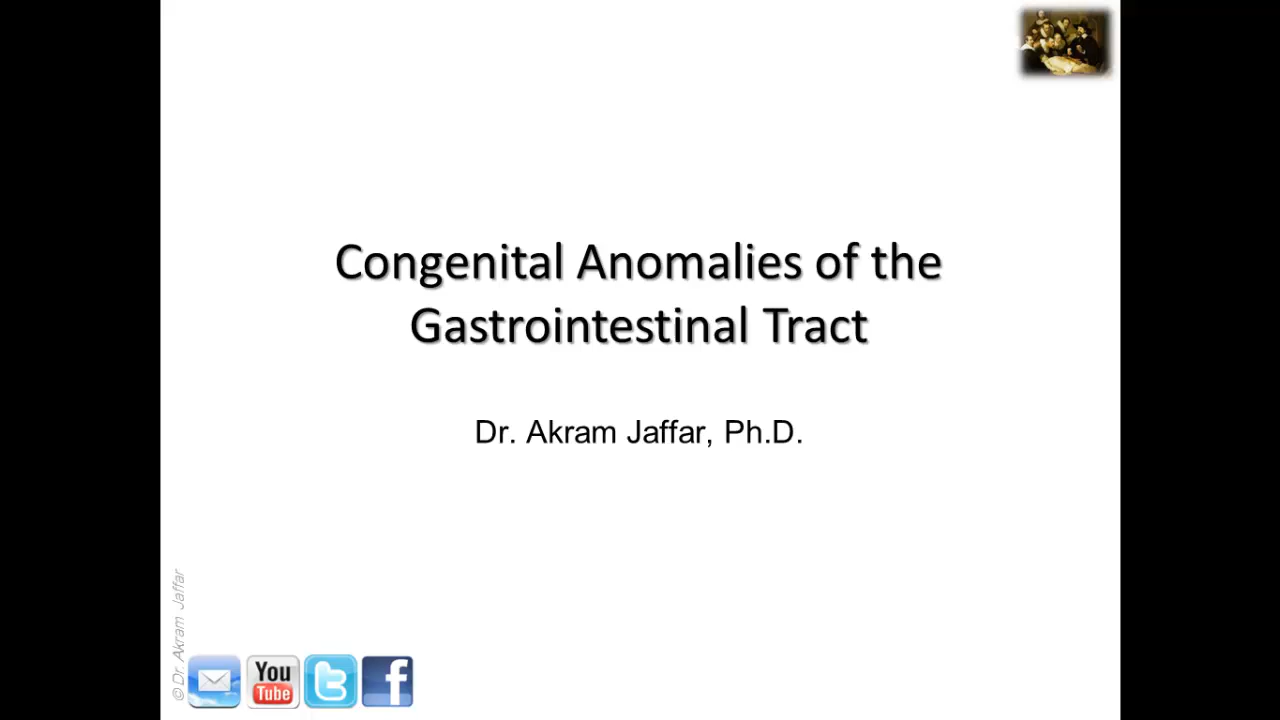 Congenital Anomalies of the
Gastrointestinal Tract
Dr. Akram Jaffar, Ph.D.
© Dr. Akram Jaffar
You
Tube